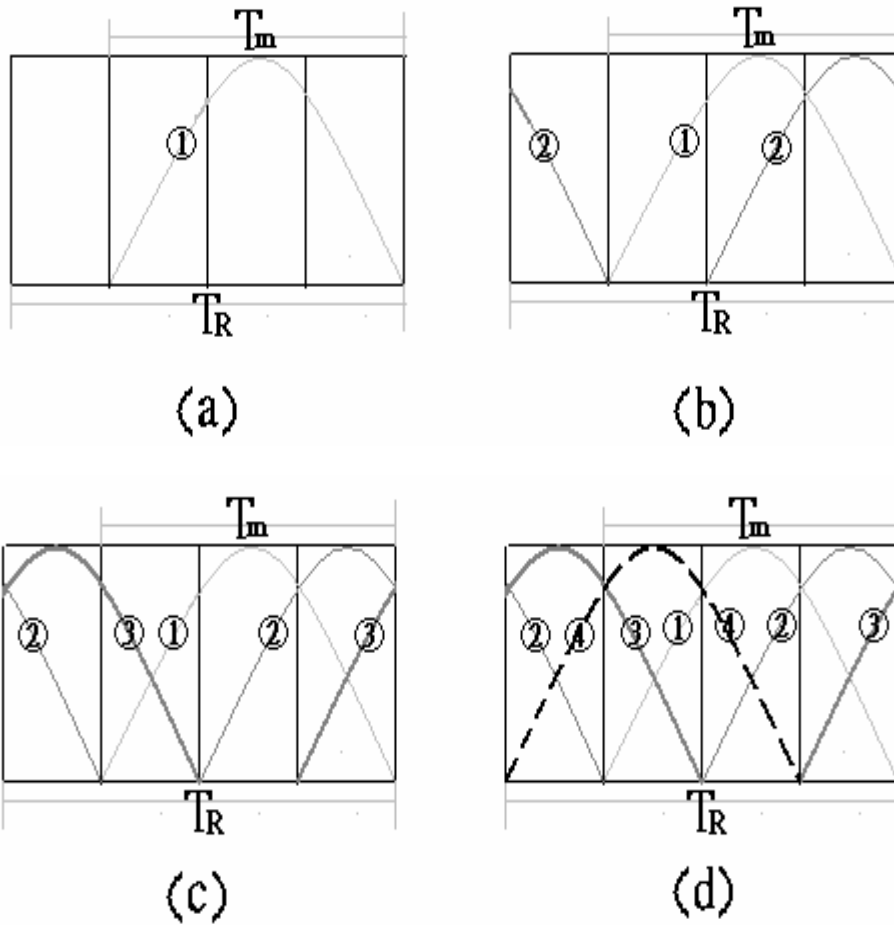 Tm
Tm
①
② ① ②
TR
TR
(a)
(b)
Tm
Tm
② ③ ① ② ③
② ④ ③ ① ④ ② ③
TR
TR
(c)
(d)